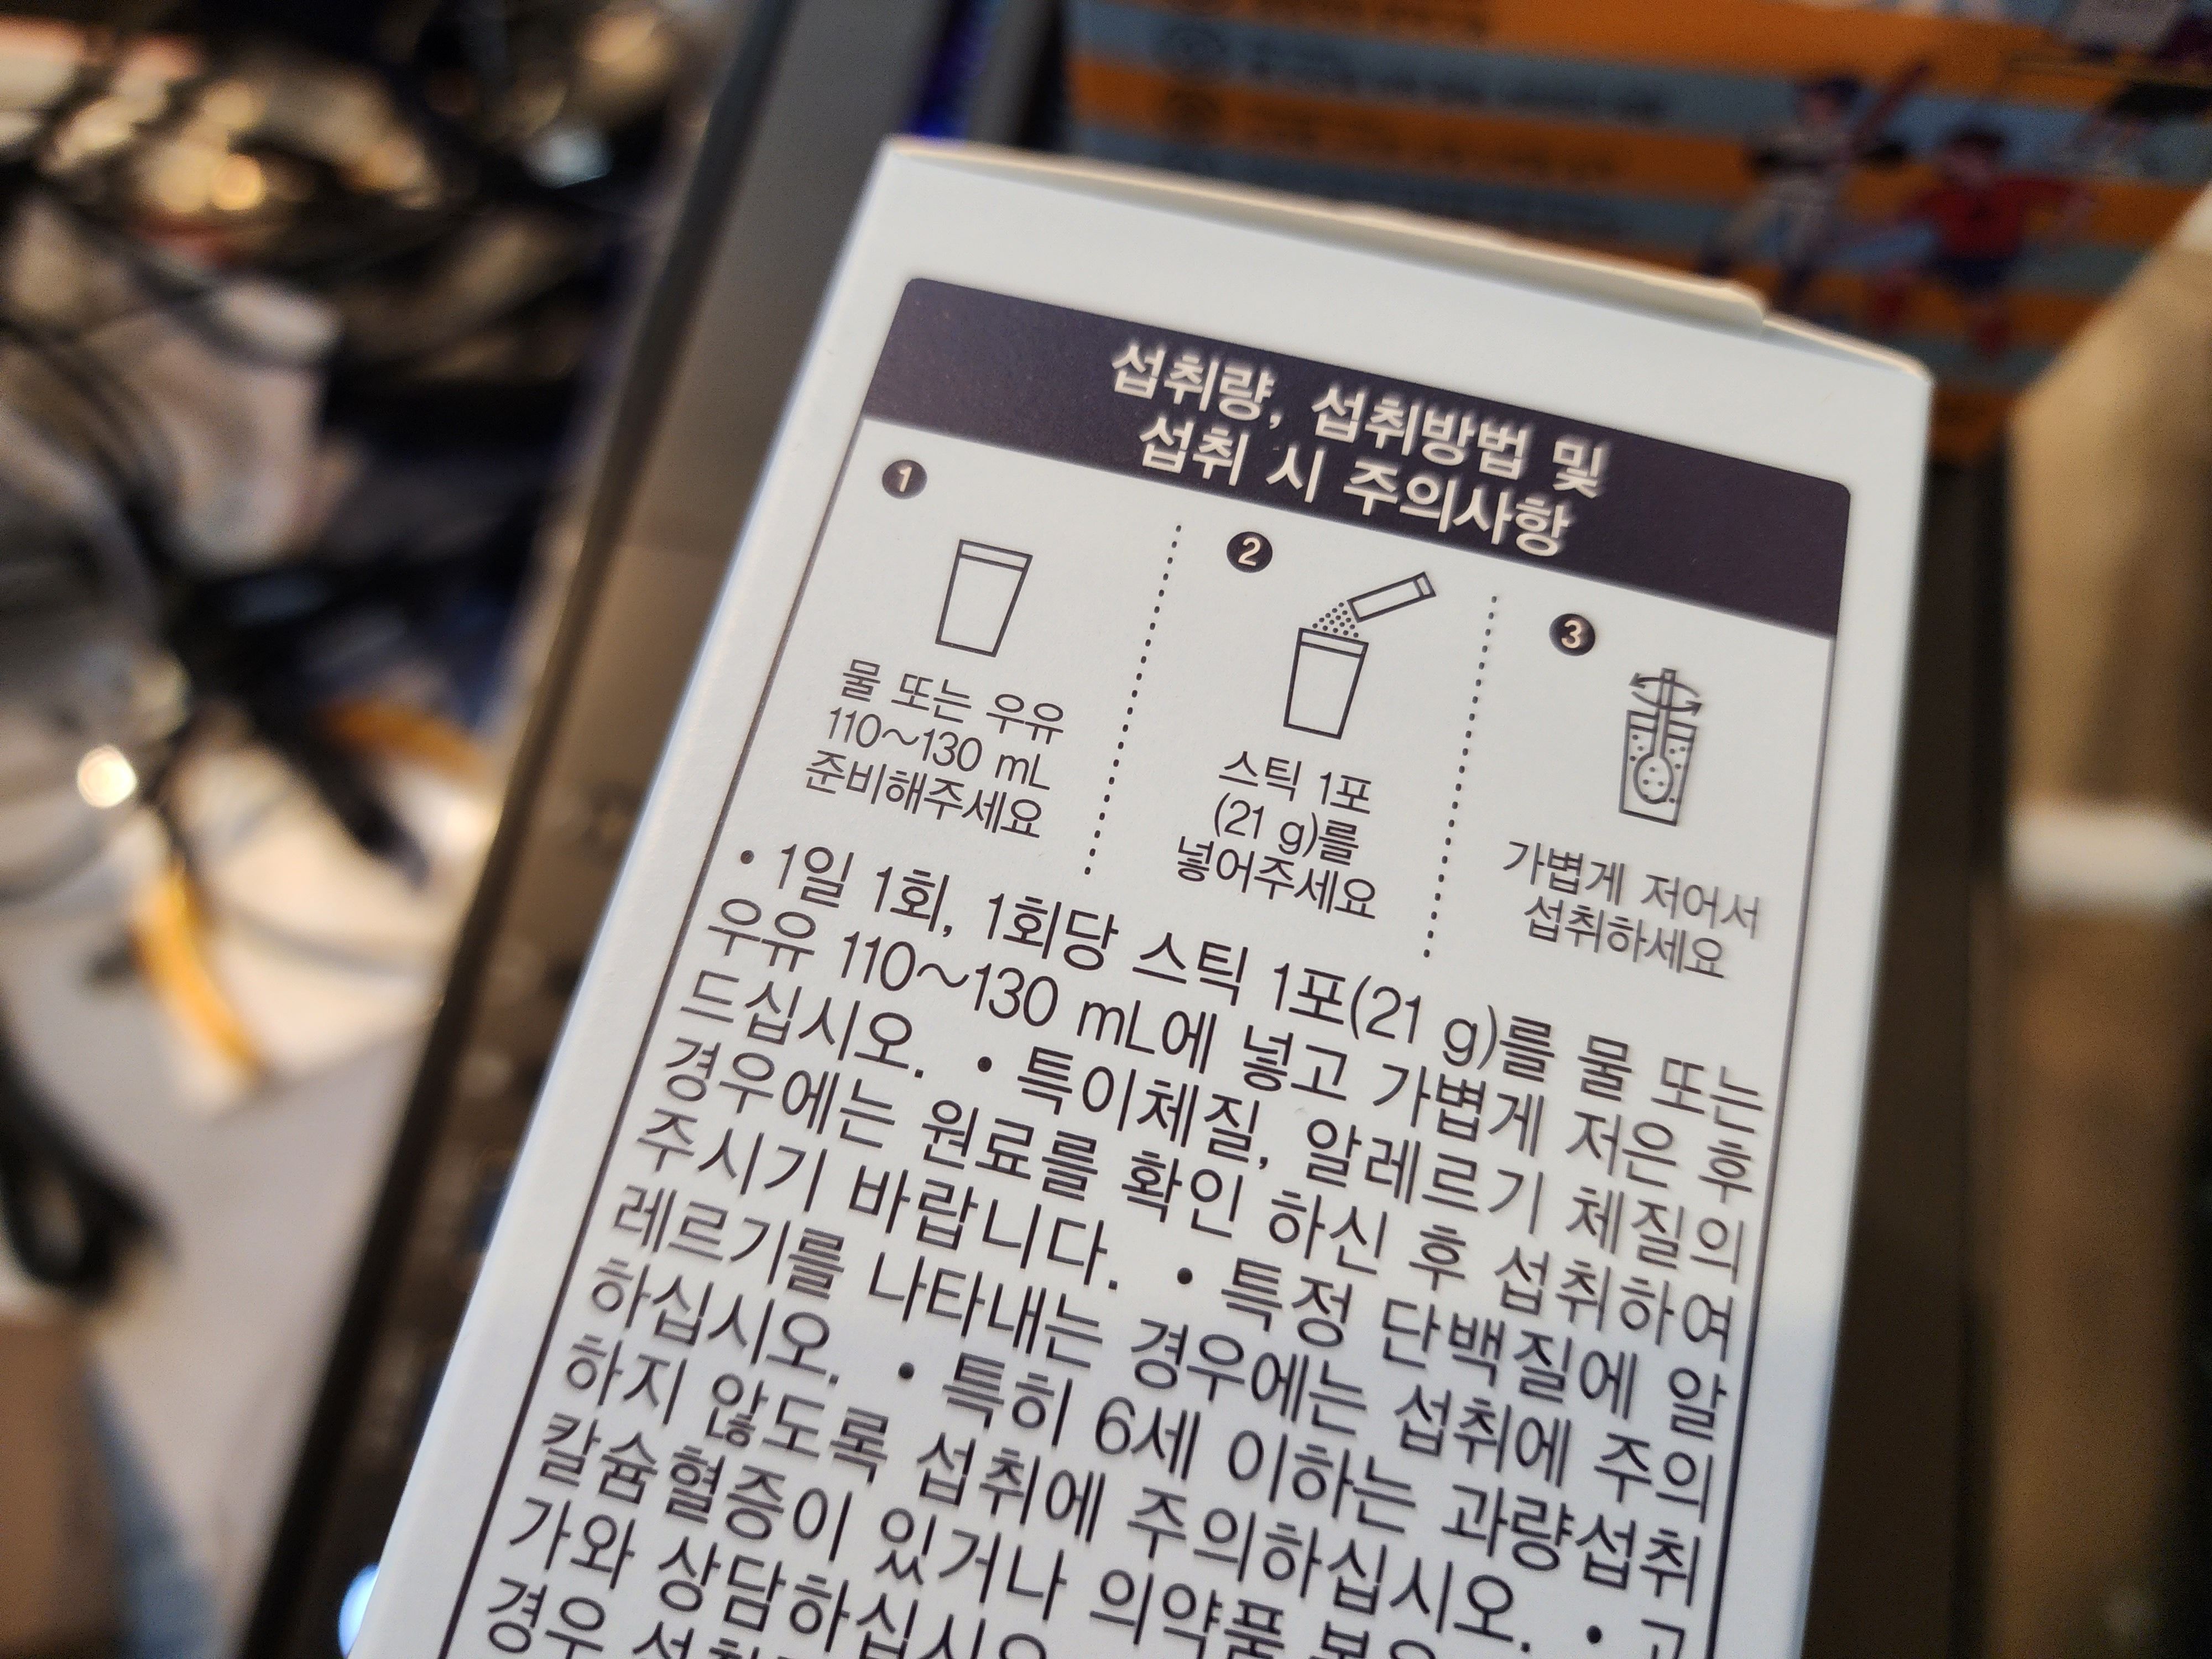 섭취량, 섭취방법 및
섭취 시 주의사항
1
물 또는 우유
110~130 mL
준비해주세요
2
스틱 1포
(21 g)를
넣어주세요
3
가볍게 저어서
섭취하세요
• 1일 1회, 1회당 스틱 1포(21 g)를 물 또는
우유 110~130 mL에 넣고 가볍게 저은 후
드십시오. • 특이체질, 알레르기 체질의
경우에는 원료를 확인 하신 후 섭취하여
주시기 바랍니다. • 특정 단백질에 알
레르기를 나타내는 경우에는 섭취에 주의
하십시오. • 특히 6세 이하는 과량섭취
하지 않도록 섭취에 주의하십시오. • 고
칼슘혈증이 있거나 의약품
가와 상담하십시오
경우